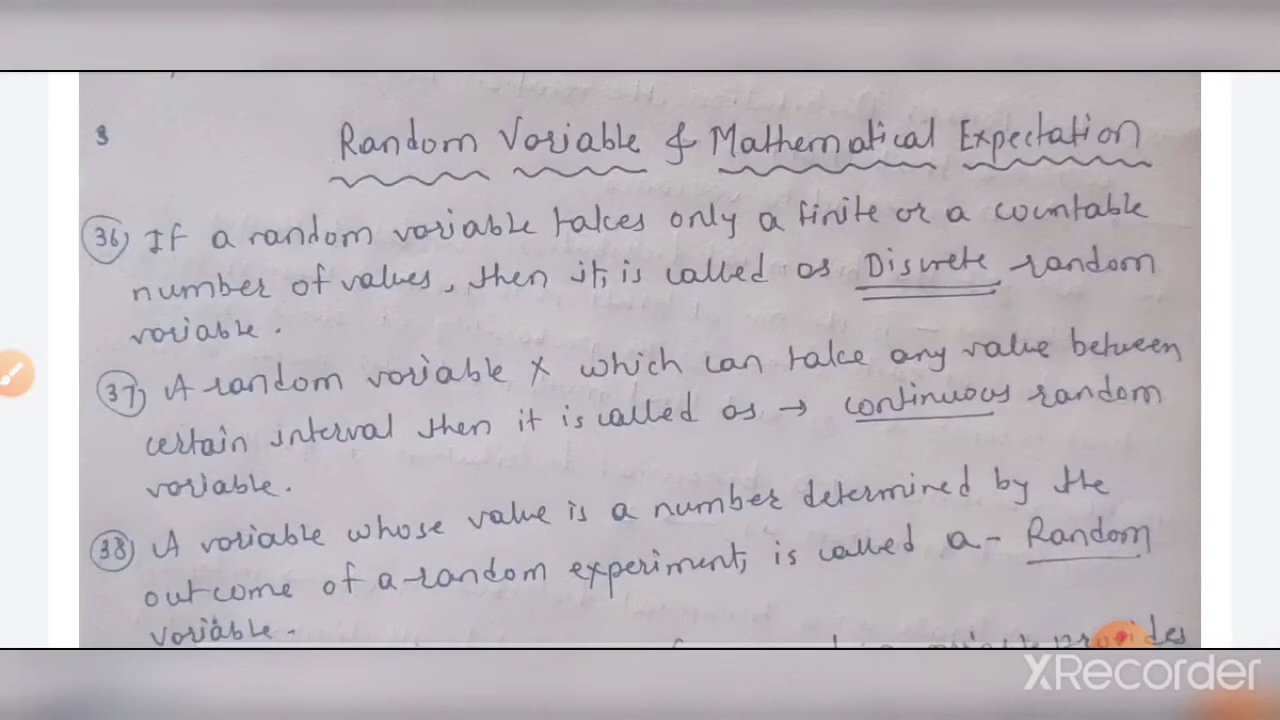 3
Random Variable & Mathematical Expectation
36) If a random variable takes only a finite or a countable
number of values, then it, is called as Discrete random
variable.
37) A random variable X which can take any value between
certain interval then it is called as → continuous random
variable.
38) A variable whose value is a number determined by the
outcome of a random experiment, is called a - Random
variable.
provides
XRecorder